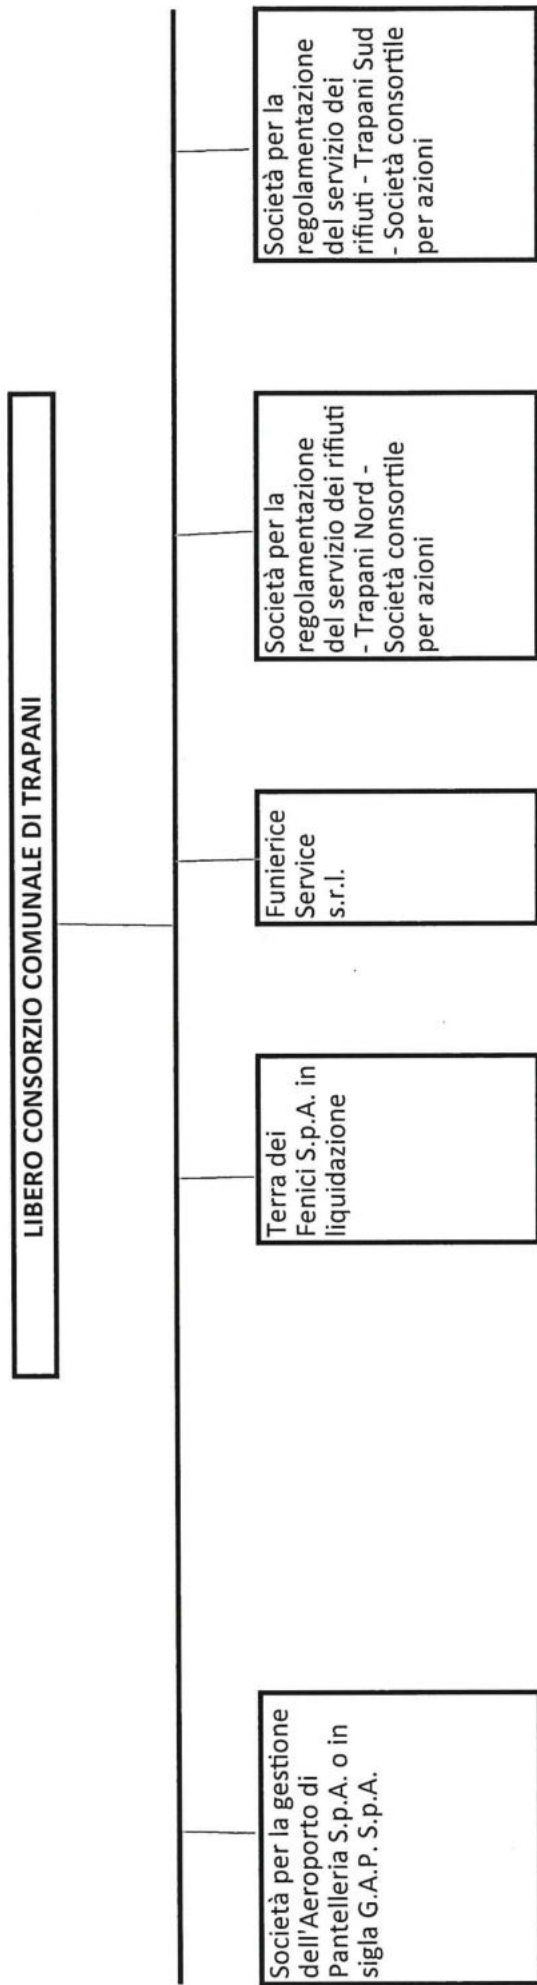 LIBERO CONSORZIO COMUNALE DI TRAPANI
Società per la gestione
dell'Aeroporto di
Pantelleria S.p.A. o in
sigla G.A.P. S.p.A.
Terra dei
Fenici S.p.A. in
liquidazione
Funierice
Service
s.r.l.
Società per la
regolamentazione
del servizio dei rifiuti
- Trapani Nord -
Società consortile
per azioni
Società per la
regolamentazione
del servizio dei
rifiuti - Trapani Sud
- Società consortile
per azioni